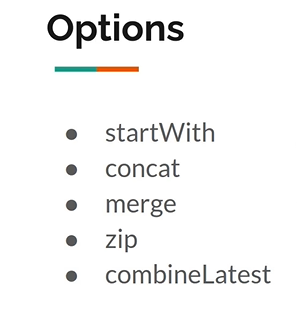 Options
● startWith
● concat
● merge
● zip
● combineLatest